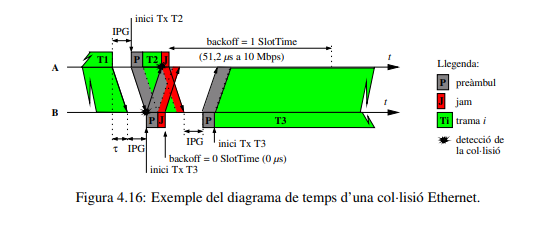 inici Tx T2
IPG
backoff = 1 SlotTime
(51,2 µs a 10 Mbps)
T1
P
T2
J
t
A
B
t
P
J
P
T3
τ
IPG
IPG
inici Tx T3
backoff = 0 SlotTime (0 µs)
inici Tx T3
Llegenda:
P preàmbul
J jam
Ti trama i
detecció de
la col·lisió
Figura 4.16: Exemple del diagrama de temps d'una col·lisió Ethernet.